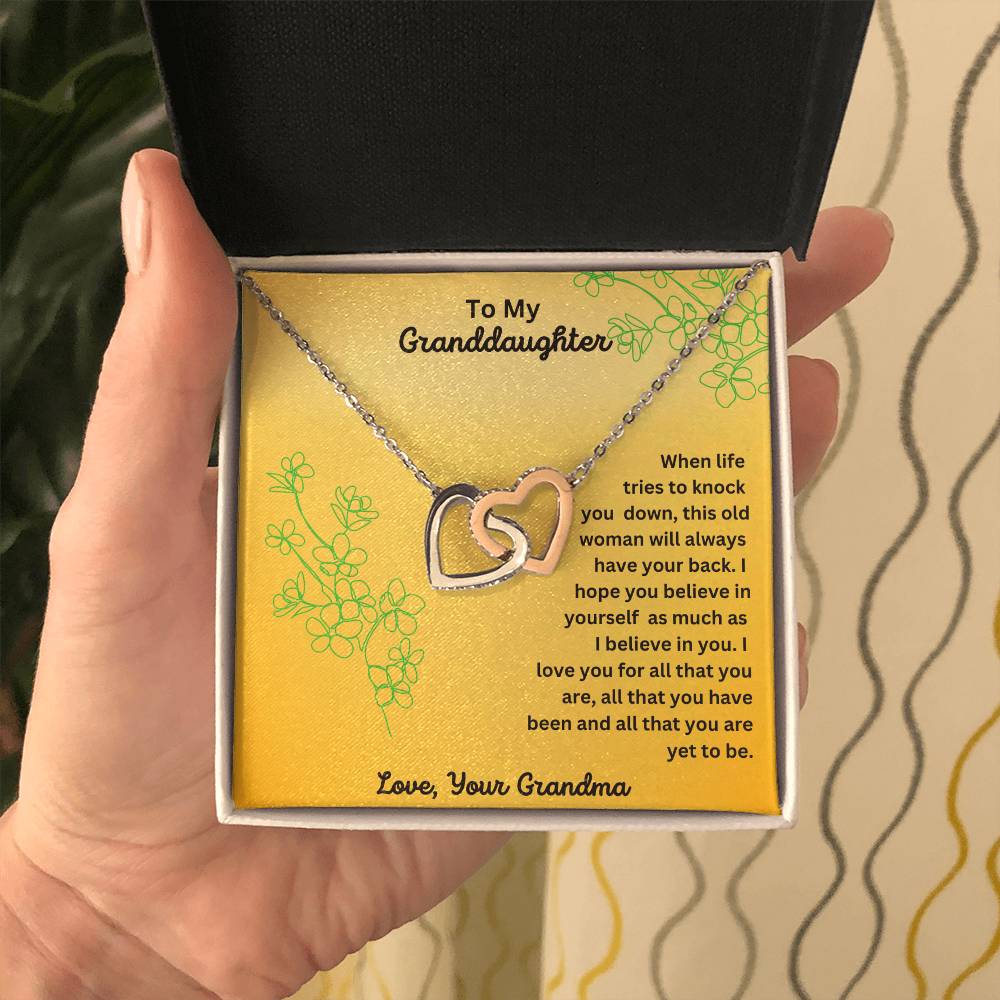 To My
Granddaughter
When life
tries to knock
you down, this old
woman will always
have your back. I
hope you believe in
yourself as much as
I believe in you. I
love you for all that you
are, all that you have
been and all that you are
yet to be.
Love, Your Grandma